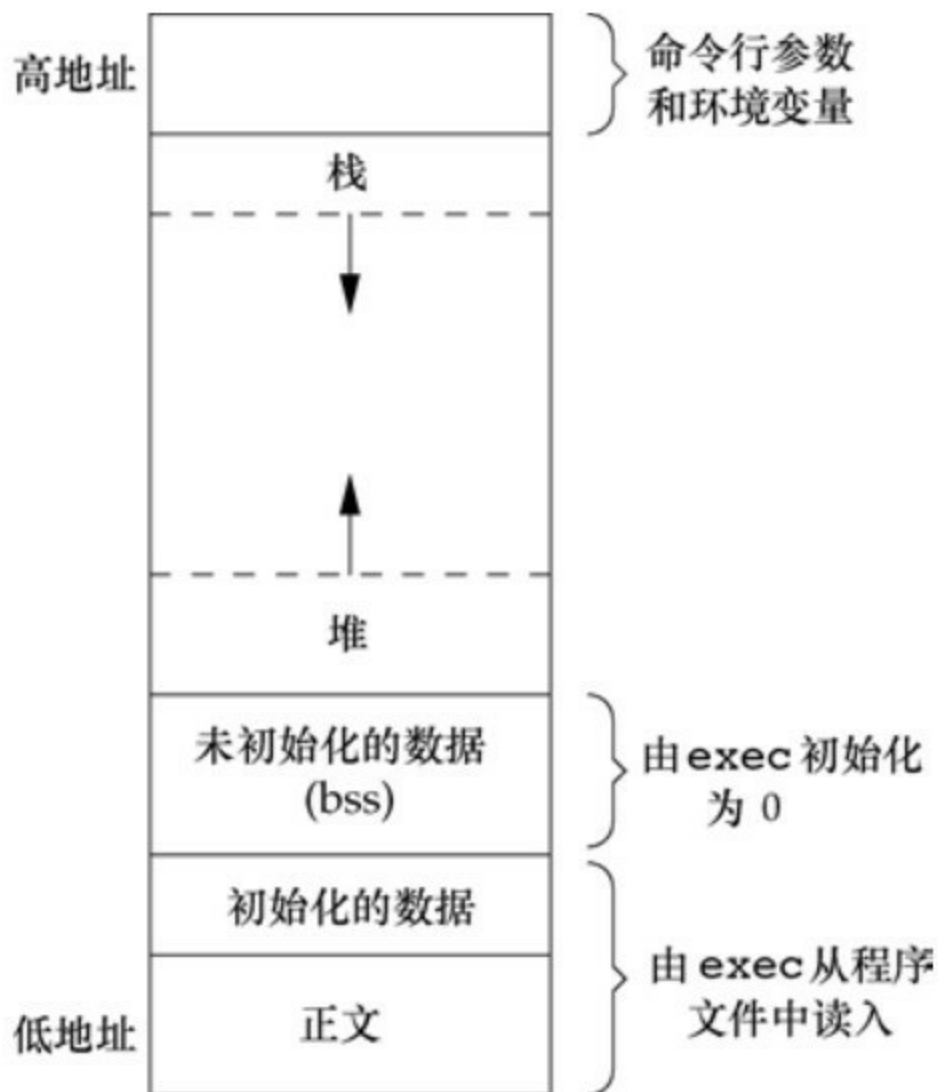 高地址
命令行参数
和环境变量
栈
堆
未初始化的数据
(bss)
由exec初始化
为 0
初始化的数据
由exec从程序
文件中读入
正文
低地址